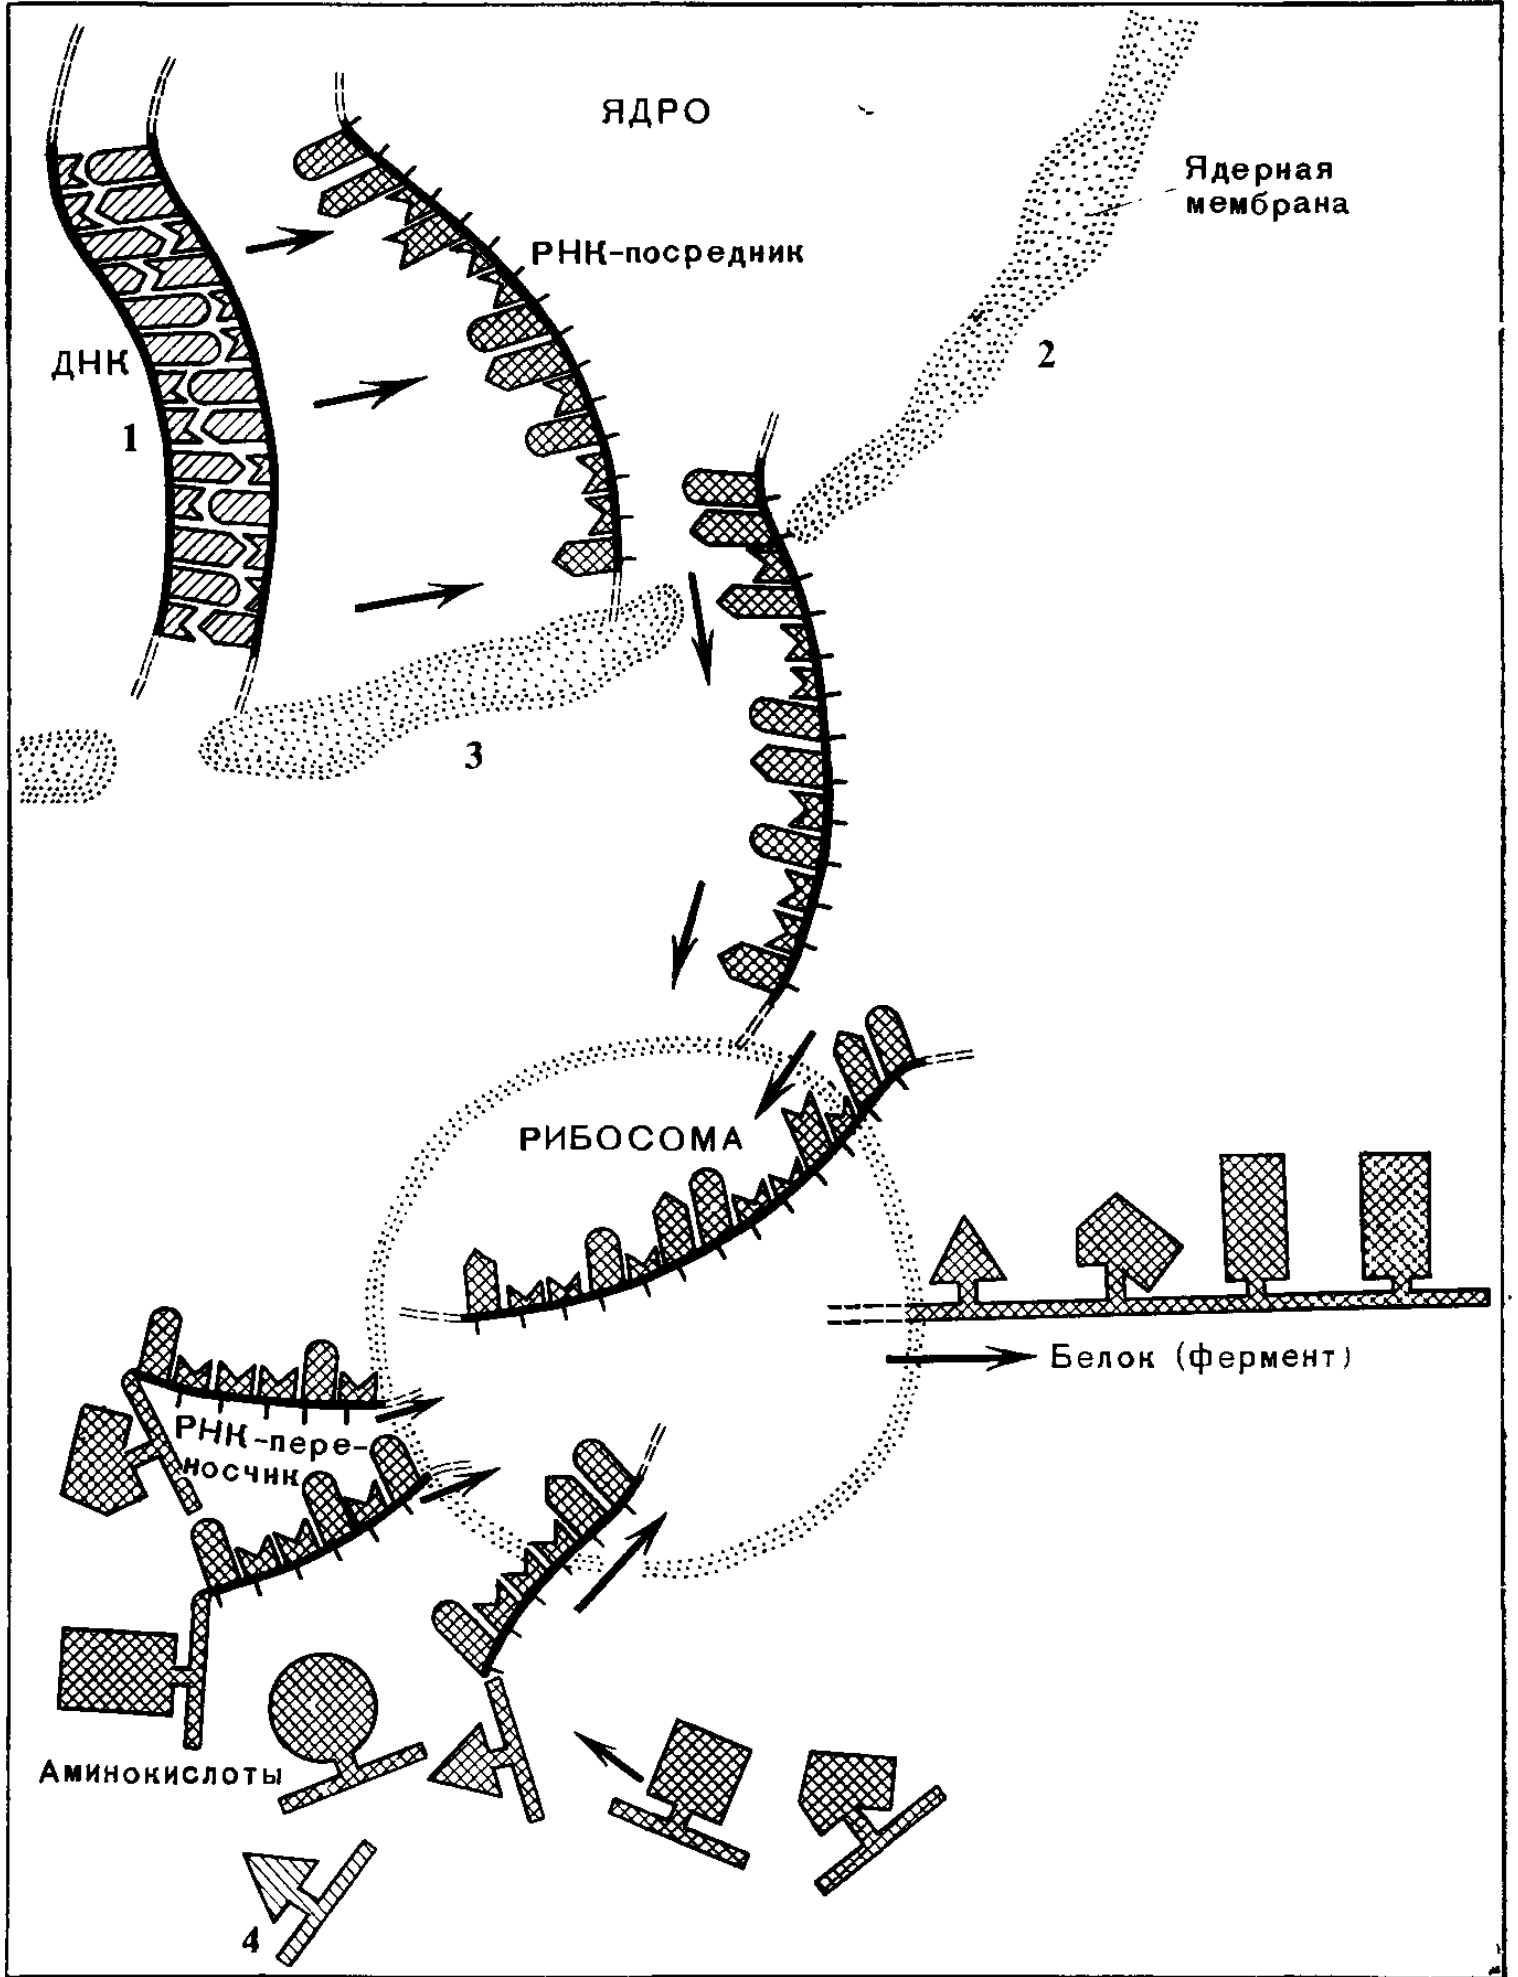 ЯДРО
Ядерная
мембрана
РНК-посредник
2
ДНК
1
3
РИБОСОМА
Белок (фермент)
РНК-пере-
носчик
Аминокислоты
4